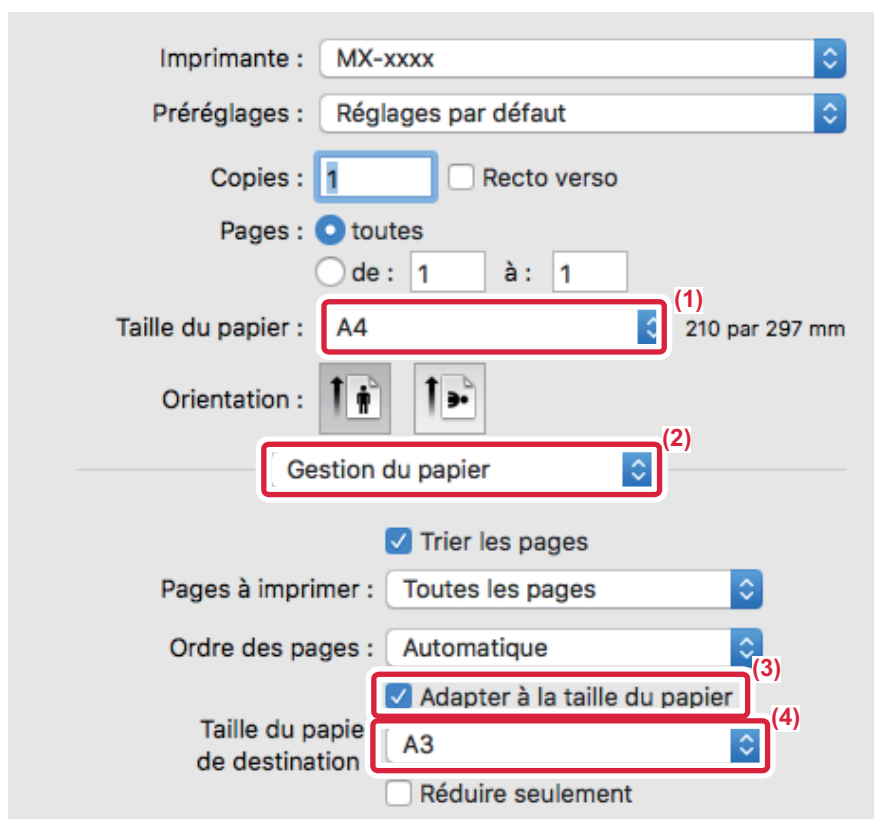 Imprimante : MX-xxxx
Préréglages : Réglages par défaut
Copies : 1 Recto verso
Pages : toutes
de : 1 à : 1
(1)
Taille du papier : A4 210 par 297 mm
Orientation :
(2)
Gestion du papier
Trier les pages
Pages à imprimer : Toutes les pages
Ordre des pages : Automatique
(3)
Adapter à la taille du papier
(4)
Taille du papie
de destination
A3
Réduire seulement